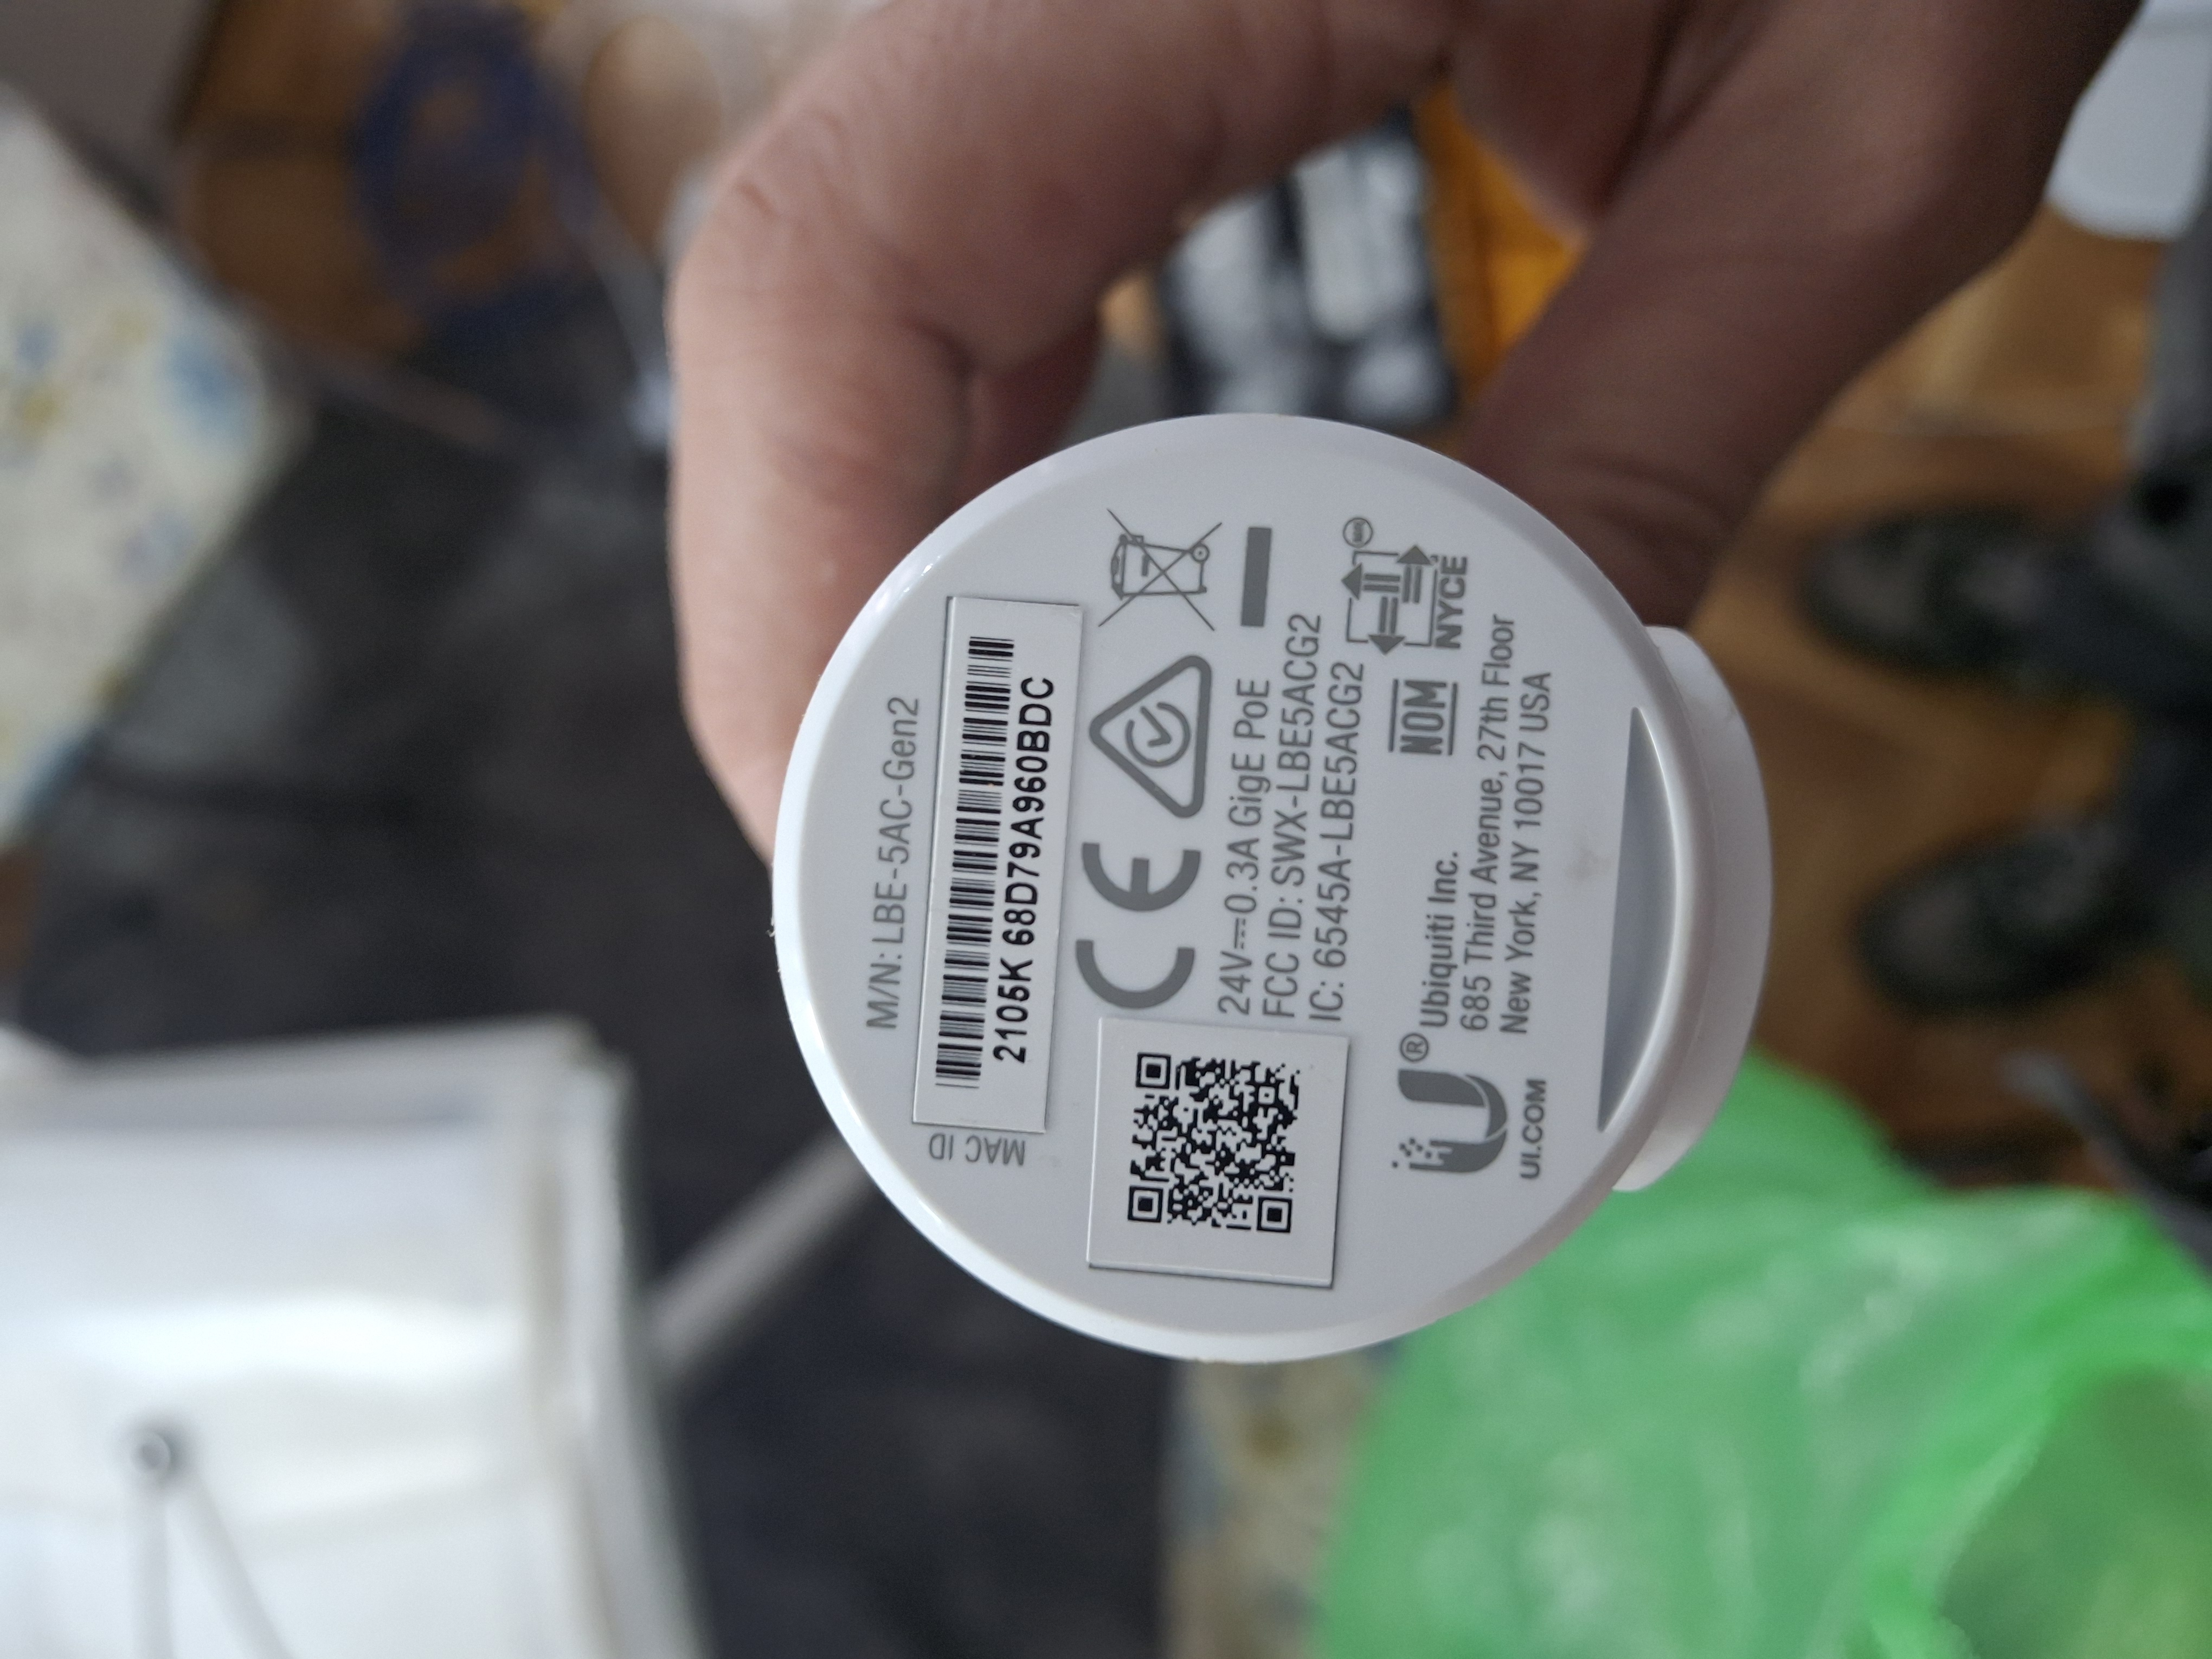 M/N: LBE-5AC-Gen2
MAC ID
2105K 68D79A960BDC
CE
24V⎓0.3A GigE PoE
FCC ID: SWX-LBE5ACG2
IC: 6545A-LBE5ACG2
NOM
NYCE
U® Ubiquiti Inc.
685 Third Avenue, 27th Floor
New York, NY 10017 USA
UI.COM